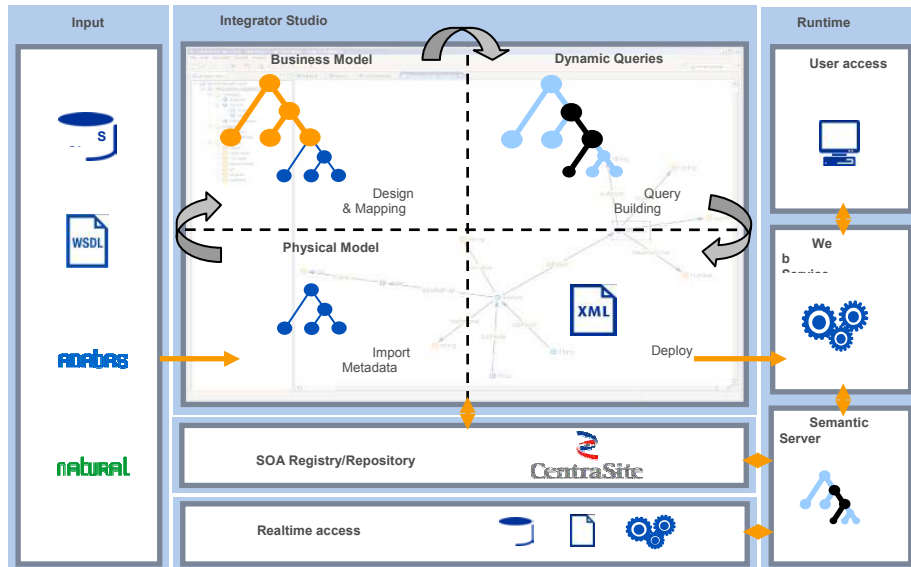 Input
Integrator Studio
Runtime
Business Model
Dynamic Queries
User access
S
WSDL
Design
& Mapping
Query
Building
Physical Model
We
b
Service
XML
ADABAS
Import
Metadata
Deploy
natural
SOA Registry/Repository
CentraSite
Semantic
Server
Realtime access